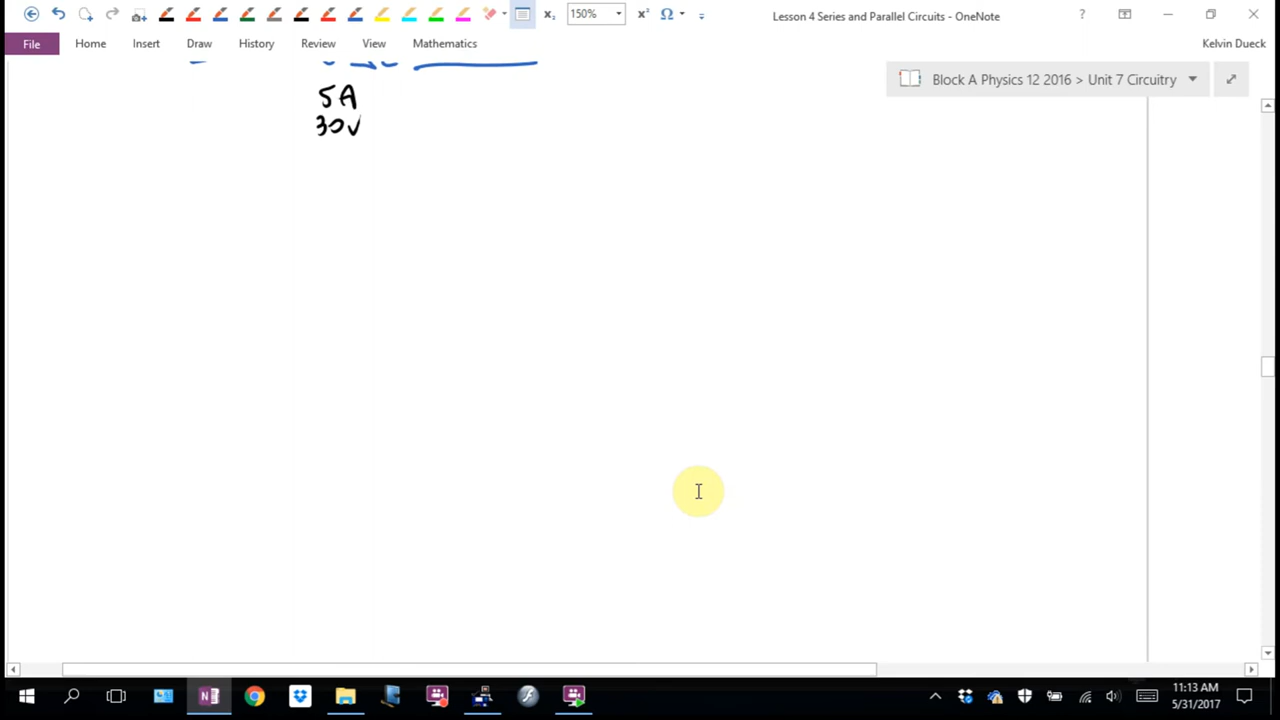 150%
Lesson 4 Series and Parallel Circuits - OneNote
File
Home
Insert
Draw
History
Review
View
Mathematics
Kelvin Dueck
Block A Physics 12 2016 > Unit 7 Circuitry
5A
30V
11:13 AM
5/31/2017